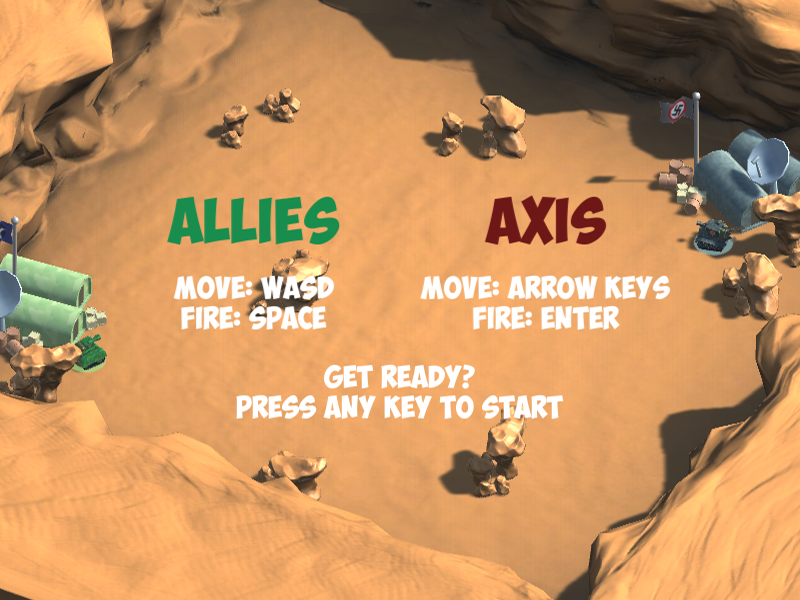 ALLIES
AXIS
MOVE: WASD
FIRE: SPACE
MOVE: ARROW KEYS
FIRE: ENTER
GET READY?
PRESS ANY KEY TO START